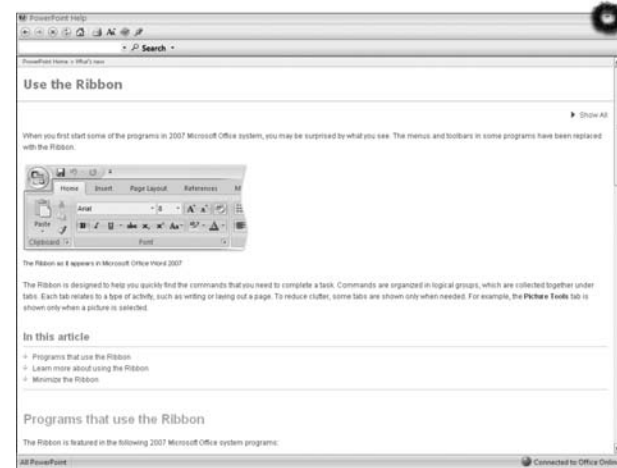 PowerPoint Help
Search
PowerPoint Home > What's new
Use the Ribbon
Show All
When you first start some of the programs in 2007 Microsoft Office system, you may be surprised by what you see. The menus and toolbars in some programs have been replaced
with the Ribbon.
Home Insert Page Layout References M
Arial 8
Paste
Clipboard Font
The Ribbon as it appears in Microsoft Office Word 2007
The Ribbon is designed to help you quickly find the commands that you need to complete a task. Commands are organized in logical groups, which are collected together under
tabs. Each tab relates to a type of activity, such as writing or laying out a page. To reduce clutter, some tabs are shown only when needed. For example, the Picture Tools tab is
shown only when a picture is selected.
In this article
Programs that use the Ribbon
Learn more about using the Ribbon
Minimize the Ribbon
Programs that use the Ribbon
The Ribbon is featured in the following 2007 Microsoft Office system programs:
All PowerPoint Connected to Office Online